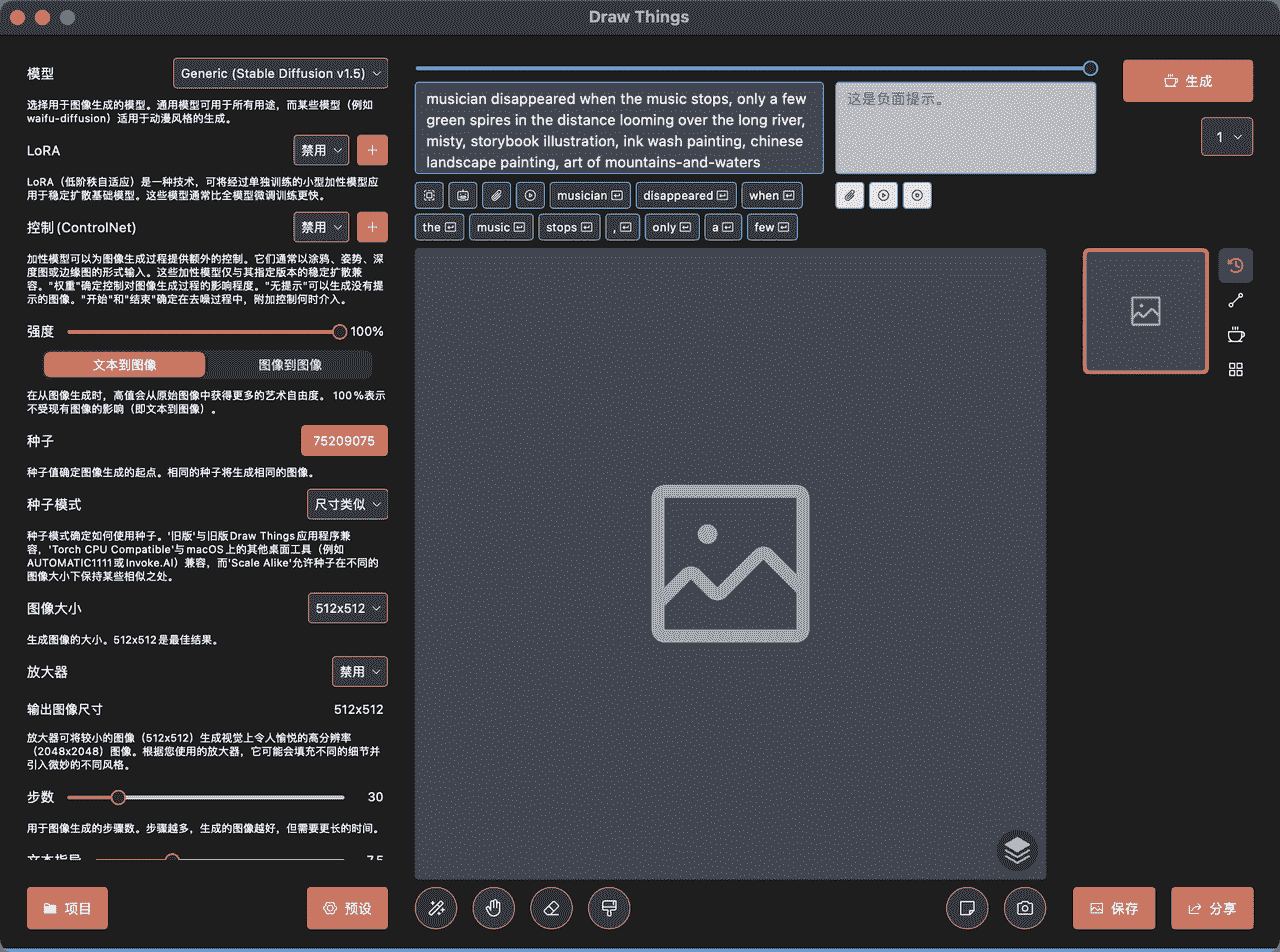 Draw Things
模型
Generic (Stable Diffusion v1.5)
选择用于图像生成的模型。通用模型可用于所有用途，而某些模型（例如
waifu-diffusion）适用于动漫风格的生成。
LoRA
禁用
LoRA（低阶秩自适应）是一种技术，可将经过单独训练的小型加性模型应
用于稳定扩散基础模型。这些模型通常比全模型微调训练更快。
控制 (ControlNet)
禁用
加性模型可以为图像生成过程提供额外的控制。它们通常以涂鸦、姿势、深
度图或边缘图的形式输入。这些加性模型仅与其指定版本的稳定扩散兼
容。"权重"确定控制对图像生成过程的影响程度。"无提示"可以生成没有提
示的图像。"开始"和"结束"确定在去噪过程中，附加控制何时介入。
强度 100%
文本到图像
图像到图像
在从图像生成时，高值会从原始图像中获得更多的艺术自由度。 100%表示
不受现有图像的影响（即文本到图像）。
种子
75209075
种子值确定图像生成的起点。相同的种子将生成相同的图像。
种子模式
尺寸类似
种子模式确定如何使用种子。'旧版'与旧版Draw Things应用程序兼
容，'Torch CPU Compatible'与macOS上的其他桌面工具（例如
AUTOMATIC1111或Invoke.AI）兼容，而'Scale Alike'允许种子在不同的
图像大小下保持某些相似之处。
图像大小
512x512
生成图像的大小。512x512是最佳结果。
放大器
禁用
输出图像尺寸
512x512
放大器可将较小的图像（512x512）生成视觉上令人愉悦的高分辨率
（2048x2048）图像。根据您使用的放大器，它可能会填充不同的细节并
引入微妙的不同风格。
步数 30
用于图像生成的步骤数。步骤越多，生成的图像越好，但需要更长的时间。
文本指导 7.5
项目
预设
musician disappeared when the music stops, only a few
green spires in the distance looming over the long river,
misty, storybook illustration, ink wash painting, chinese
landscape painting, art of mountains-and-waters
这是负面提示。
musician
disappeared
when
the
music
stops
,
only
a
few
生成
1
保存
分享